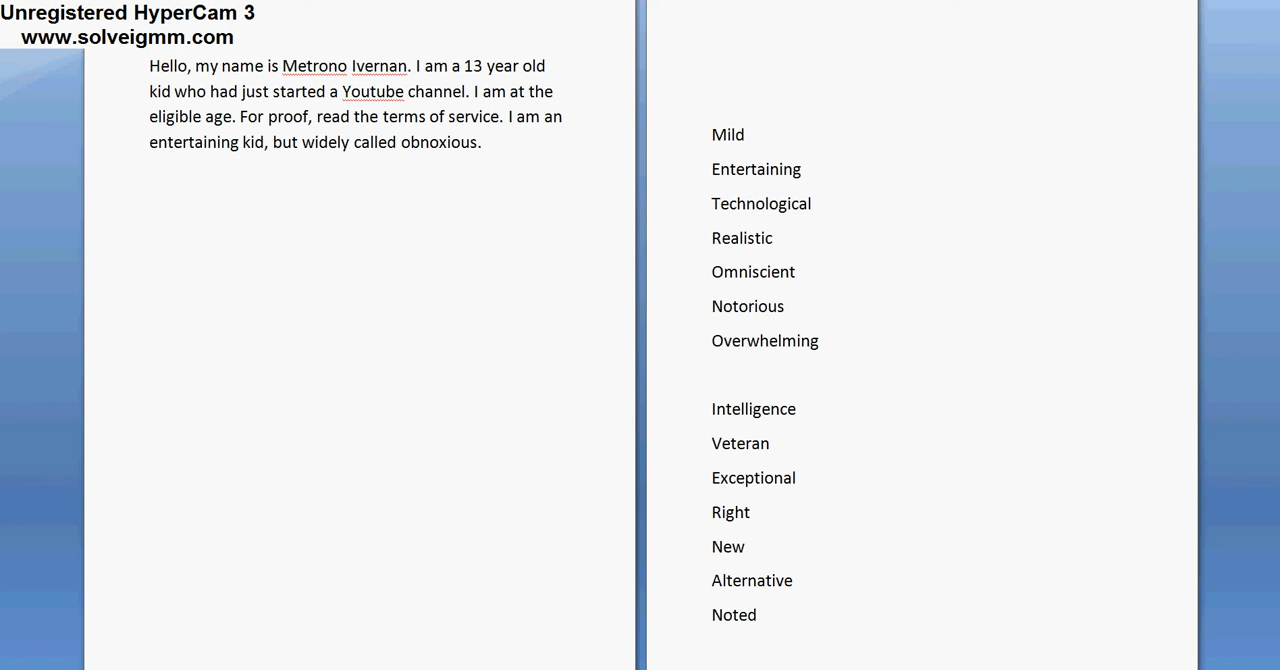 Unregistered HyperCam 3
www.solveigmm.com
Hello, my name is Metrono Ivernan. I am a 13 year old
kid who had just started a Youtube channel. I am at the
eligible age. For proof, read the terms of service. I am an
entertaining kid, but widely called obnoxious.
Mild
Entertaining
Technological
Realistic
Omniscient
Notorious
Overwhelming
Intelligence
Veteran
Exceptional
Right
New
Alternative
Noted